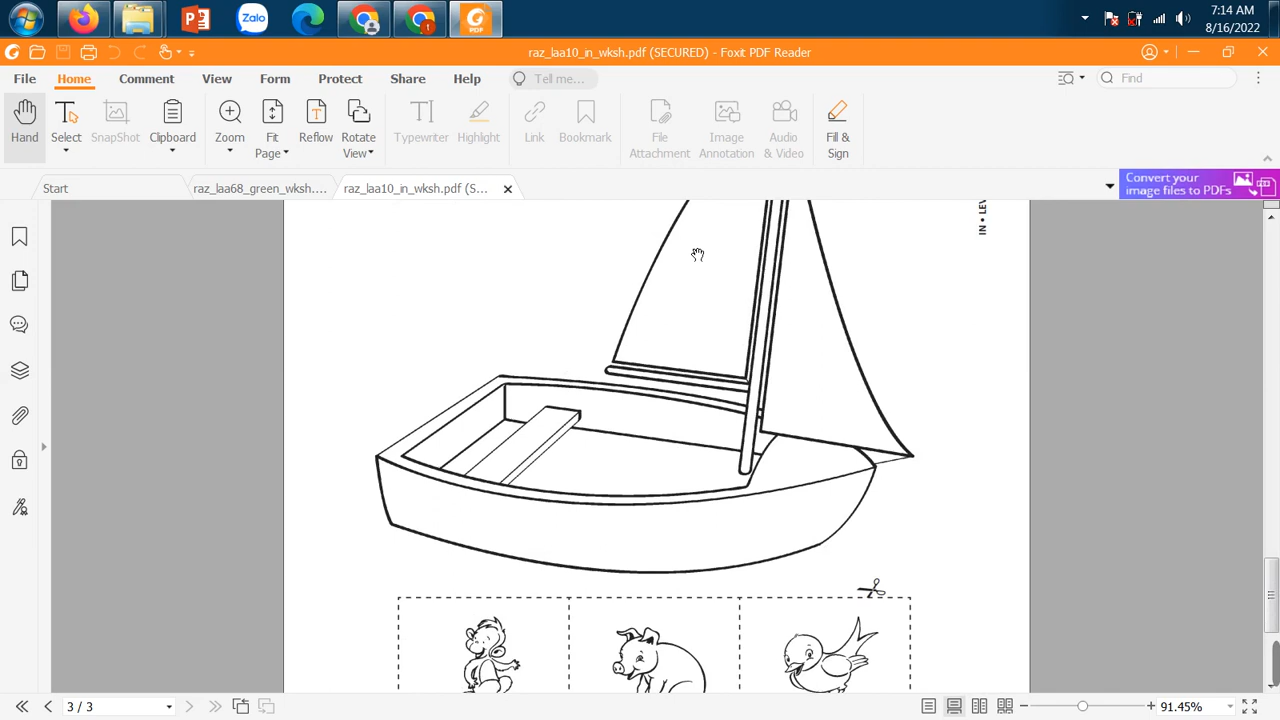 7:14 AM
8/16/2022
Zalo
raz_laa10_in_wksh.pdf (SECURED) - Foxit PDF Reader
File Home Comment View Form Protect Share Help Tell me... Find
Hand Select SnapShot Clipboard Zoom Fit Page Reflow Rotate View Typewriter Highlight Link Bookmark File Attachment Image Annotation Audio & Video Fill & Sign
Start raz_laa68_green_wksh.... raz_laa10_in_wksh.pdf (S...
Convert your
image files to PDFs
IN • LEV
3 / 3
91.45%